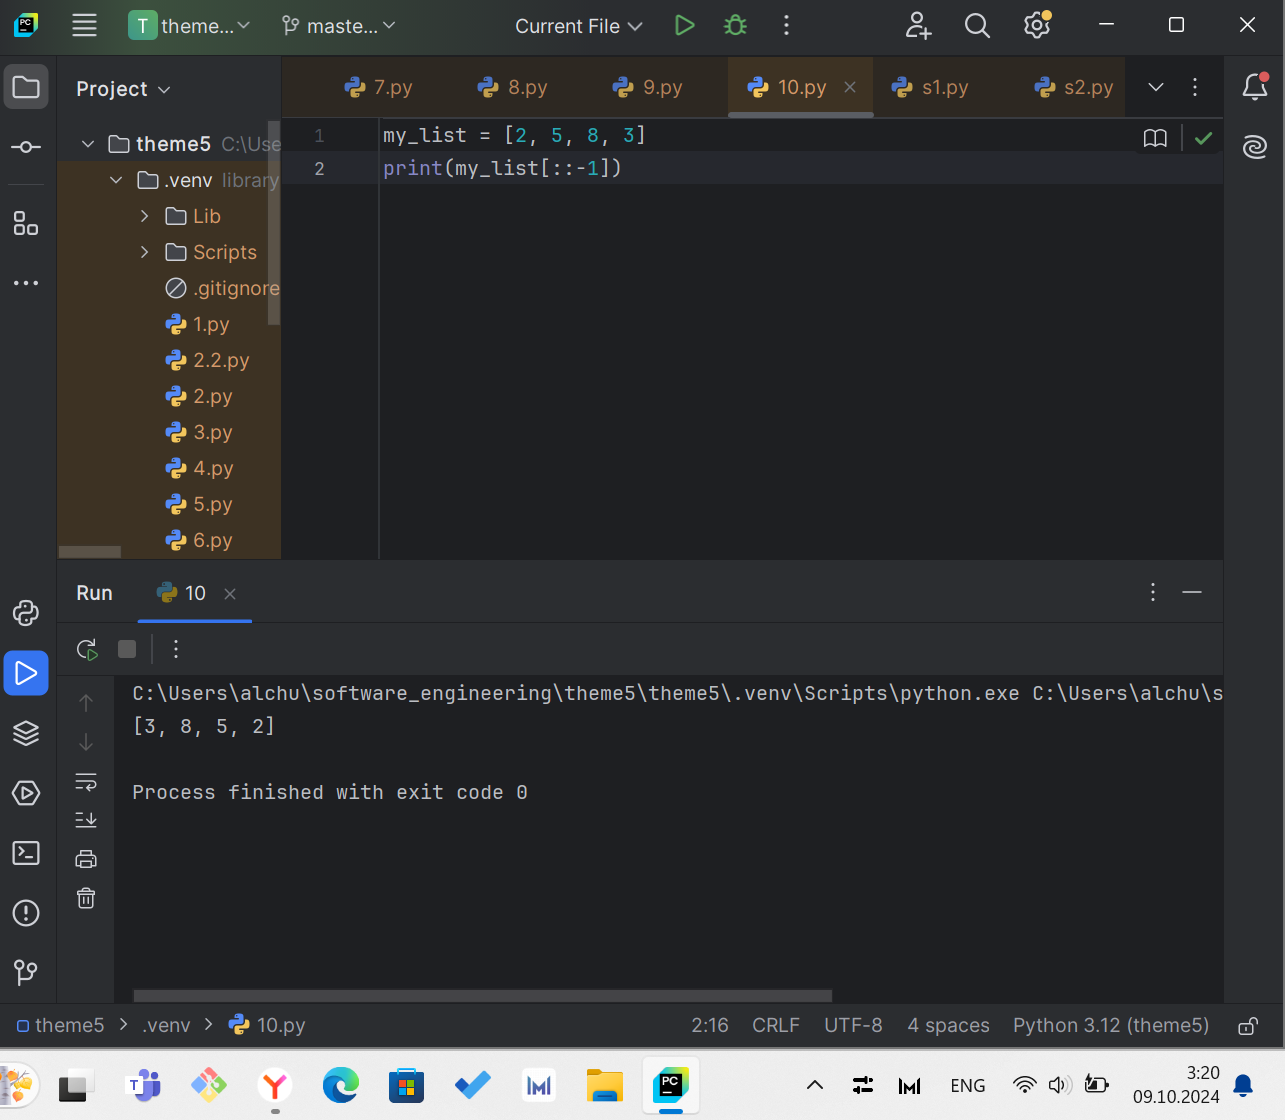 T theme... master... Current File
Project
7.py 8.py 9.py 10.py s1.py s2.py
theme5 C:\Use
.venv library
Lib
Scripts
.gitignore
1.py
2.2.py
2.py
3.py
4.py
5.py
6.py
1 my_list = [2, 5, 8, 3]
2 print(my_list[::-1])
Run 10
C:\Users\alchu\software_engineering\theme5\theme5\.venv\Scripts\python.exe C:\Users\alchu\s
[3, 8, 5, 2]
Process finished with exit code 0
theme5 > .venv > 10.py 2:16 CRLF UTF-8 4 spaces Python 3.12 (theme5)
ENG 3:20
09.10.2024